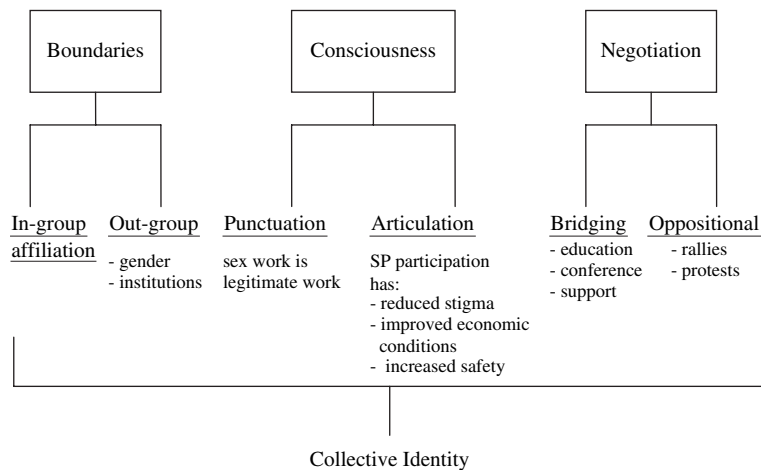 Boundaries
Consciousness
Negotiation
In-group
affiliation
Out-group
- gender
- institutions
Punctuation
sex work is
legitimate work
Articulation
SP participation
has:
- reduced stigma
- improved economic
conditions
- increased safety
Bridging
- education
- conference
- support
Oppositional
- rallies
- protests
Collective Identity